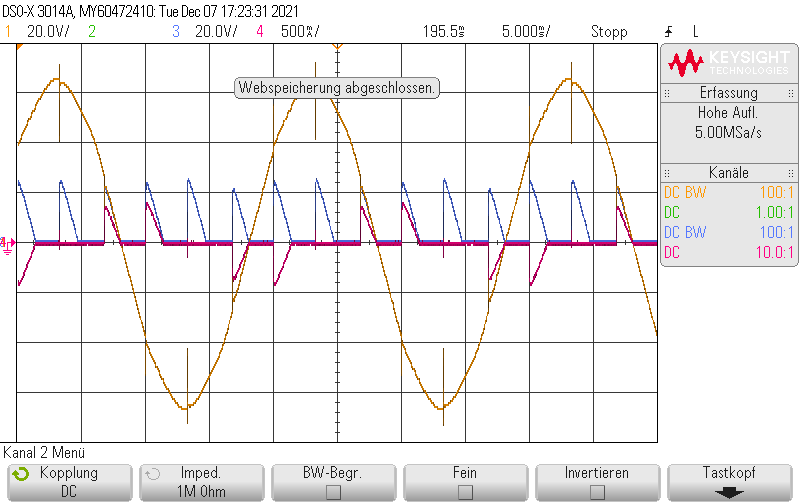 DSO-X 3014A, MY60472410: Tue Dec 07 17:23:31 2021
1 20.0V/ 2 3 20.0V/ 4 500%/ 195.5s 5.000s/ Stopp L
Webspeicherung abgeschlossen.
KEYSIGHT
TECHNOLOGIES
Erfassung
Hohe Aufl.
5.00MSa/s
Kanäle
DC BW 100:1
DC 1.00:1
DC BW 100:1
DC 10.0:1
Kanal 2 Menü
Kopplung
DC
Imped.
1M Ohm
BW-Begr.
Fein
Invertieren
Tastkopf